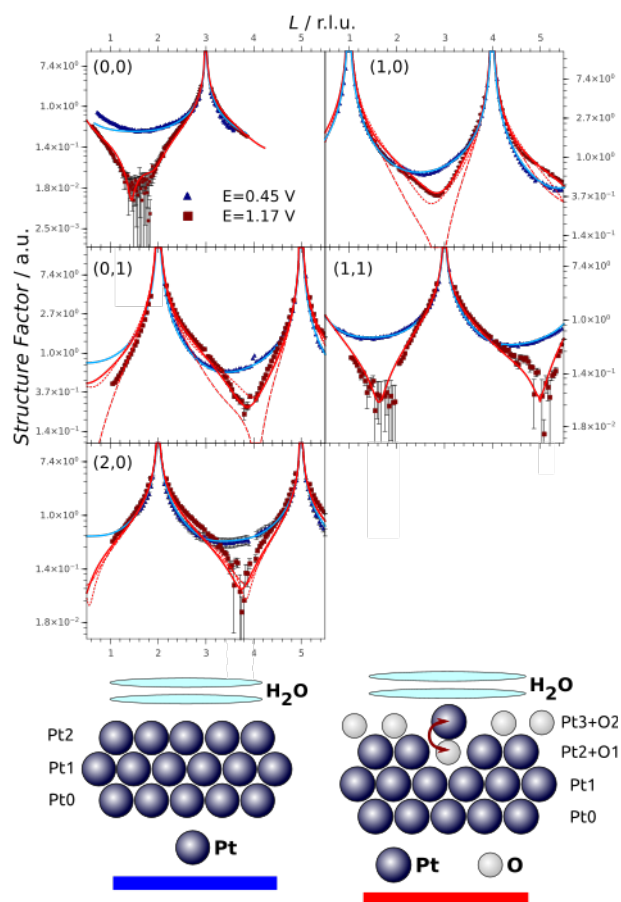 L / r.l.u.
1 2 3 4 5 1 2 3 4 5
(0,0)
7.4×10⁰
1.0×10⁰
1.4×10⁻¹
1.8×10⁻²
2.5×10⁻³
E=0.45 V
E=1.17 V
(1,0)
7.4×10⁰
1.0×10⁰
3.7×10⁻¹
1.4×10⁻¹
Structure Factor / a.u.
(0,1)
7.4×10⁰
2.7×10⁰
1.0×10⁰
3.7×10⁻¹
1.4×10⁻¹
(1,1)
7.4×10⁰
1.0×10⁰
1.4×10⁻¹
1.8×10⁻²
(2,0)
7.4×10⁰
1.0×10⁰
1.4×10⁻¹
1.8×10⁻²
1 2 3 4 5
H₂O
Pt2
Pt1
Pt0
Pt
H₂O
Pt3+O2
Pt2+O1
Pt1
Pt0
Pt O